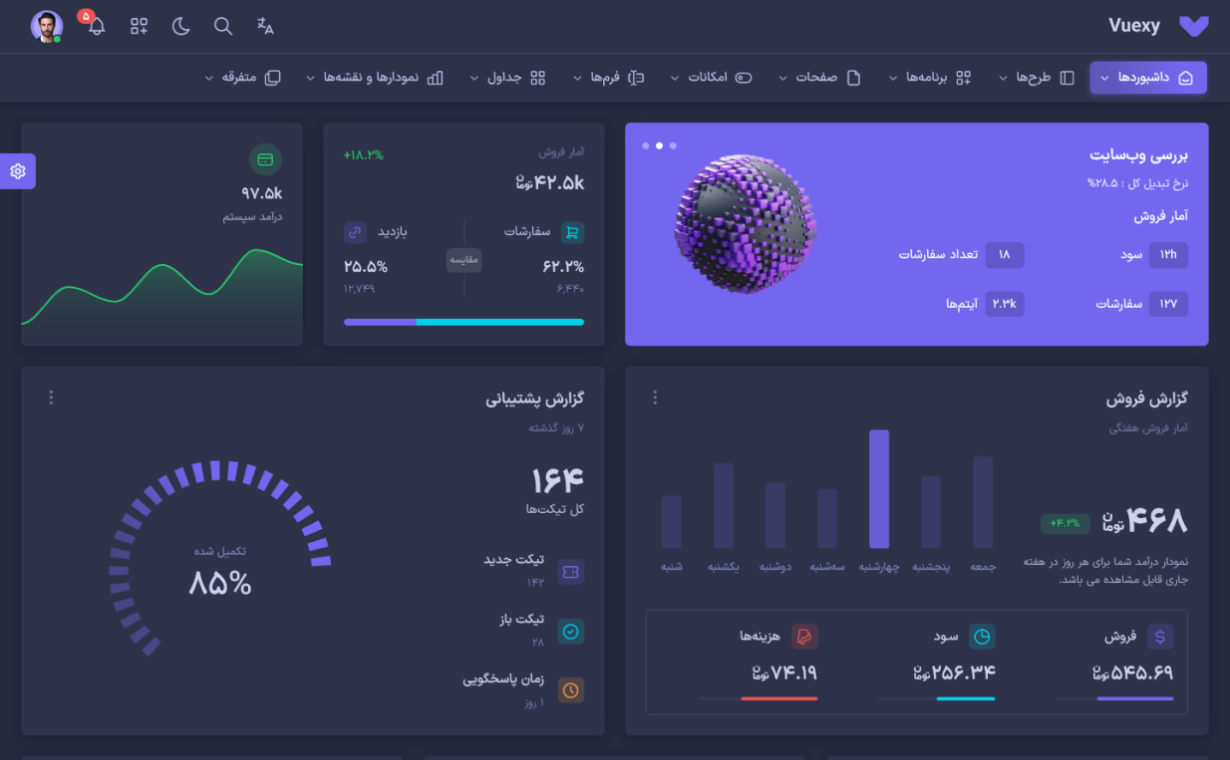 Vuexy
۵
داشبوردها
طرح‌ها
برنامه‌ها
صفحات
امکانات
فرم‌ها
جداول
نمودارها و نقشه‌ها
متفرقه
بررسی وب‌سایت
نرخ تبدیل کل : ۲۸.۵%
آمار فروش
۱۲h سود
۱۸ تعداد سفارشات
۱۲۷ سفارشات
۲.۳k آیتم‌ها
آمار فروش
+۱۸.۲%
۴۲.۵k تومان
سفارشات
بازدید
مقایسه
۶۲.۲%
۲۵.۵%
۶,۴۴۰
۱۲,۷۴۹
۹۷.۵k
درآمد سیستم
گزارش فروش
آمار فروش هفتگی
۴۶۸ تومان
+۴.۲%
نمودار درآمد شما برای هر روز در هفته
جاری قابل مشاهده می باشد.
جمعه
پنجشنبه
چهارشنبه
سه‌شنبه
دوشنبه
یکشنبه
شنبه
فروش
سود
هزینه‌ها
۵۴۵.۶۹ تومان
۲۵۶.۳۴ تومان
۷۴.۱۹ تومان
گزارش پشتیبانی
۷ روز گذشته
۱۶۴
کل تیکت‌ها
تیکت جدید
۱۴۲
تیکت باز
۲۸
زمان پاسخگویی
۱ روز
تکمیل شده
۸۵%